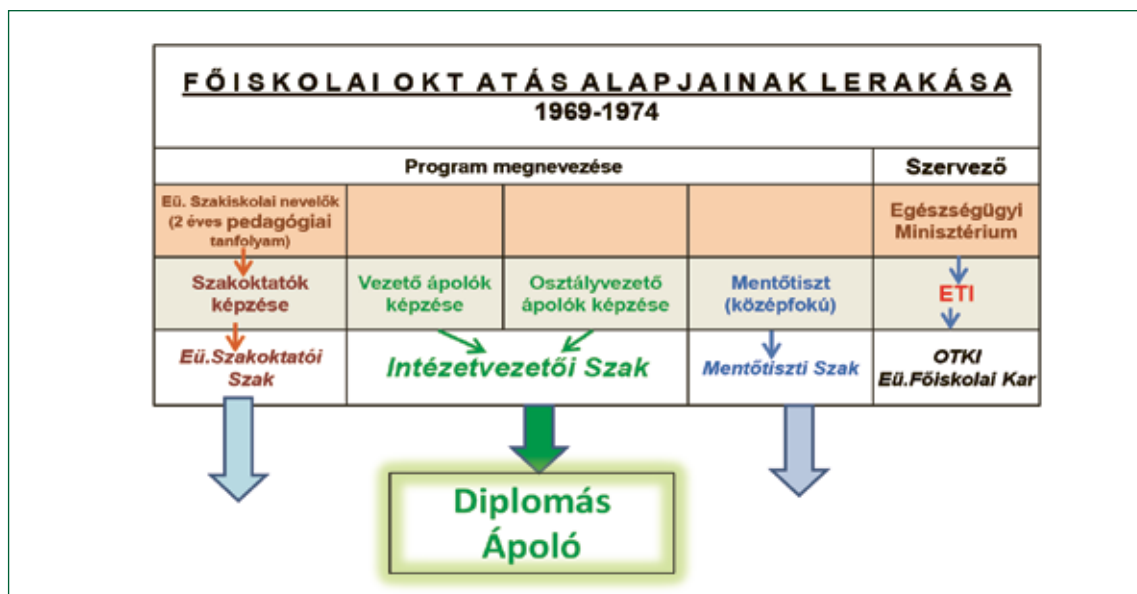 FŐISKOLAI OKTATÁS ALAPJAINAK LERAKÁSA
1969-1974
Program megnevezése
Szervező
Eü. Szakiskolai nevelők
(2 éves pedagógiai
tanfolyam)
Egészségügyi
Minisztérium
Szakoktatók
képzése
Vezető ápolók
képzése
Osztályvezető
ápolók képzése
Mentőtiszt
(középfokú)
ETI
Eü.Szakoktatói
Szak
Intézetvezetői Szak
Mentőtiszti Szak
OTKI
Eü.Főiskolai Kar
Diplomás
Ápoló